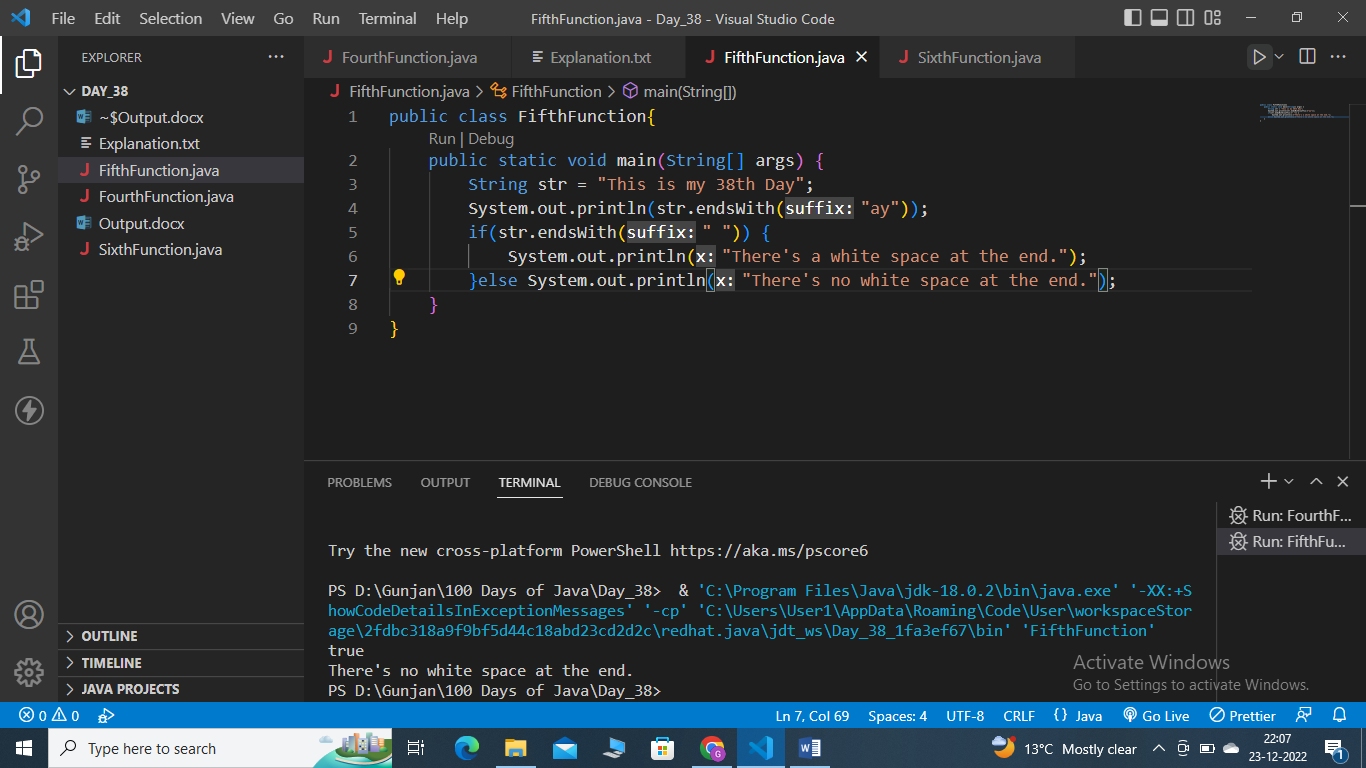 File Edit Selection View Go Run Terminal Help FifthFunction.java - Day_38 - Visual Studio Code
EXPLORER
FourthFunction.java Explanation.txt FifthFunction.java SixthFunction.java
DAY_38
~$Output.docx
Explanation.txt
FifthFunction.java
FourthFunction.java
Output.docx
SixthFunction.java
OUTLINE
TIMELINE
JAVA PROJECTS
FifthFunction.java > FifthFunction > main(String[])
1 public class FifthFunction{
Run | Debug
2 public static void main(String[] args) {
3 String str = "This is my 38th Day";
4 System.out.println(str.endsWith(suffix: "ay"));
5 if(str.endsWith(suffix: " ")) {
6 System.out.println(x: "There's a white space at the end.");
7 }else System.out.println(x: "There's no white space at the end.");
8 }
9 }
PROBLEMS OUTPUT TERMINAL DEBUG CONSOLE
Run: FourthF...
Run: FifthFu...
Try the new cross-platform PowerShell https://aka.ms/pscore6
PS D:\Gunjan\100 Days of Java\Day_38> & 'C:\Program Files\Java\jdk-18.0.2\bin\java.exe' '-XX:+S
howCodeDetailsInExceptionMessages' '-cp' 'C:\Users\User1\AppData\Roaming\Code\User\workspaceStor
age\2fdbc318a9f9bf5d44c18abd23cd2d2c\redhat.java\jdt_ws\Day_38_1fa3ef67\bin' 'FifthFunction'
true
There's no white space at the end.
PS D:\Gunjan\100 Days of Java\Day_38>
Activate Windows
Go to Settings to activate Windows.
0 0 Ln 7, Col 69 Spaces: 4 UTF-8 CRLF {} Java Go Live Prettier
Type here to search
13°C Mostly clear
22:07
23-12-2022
1